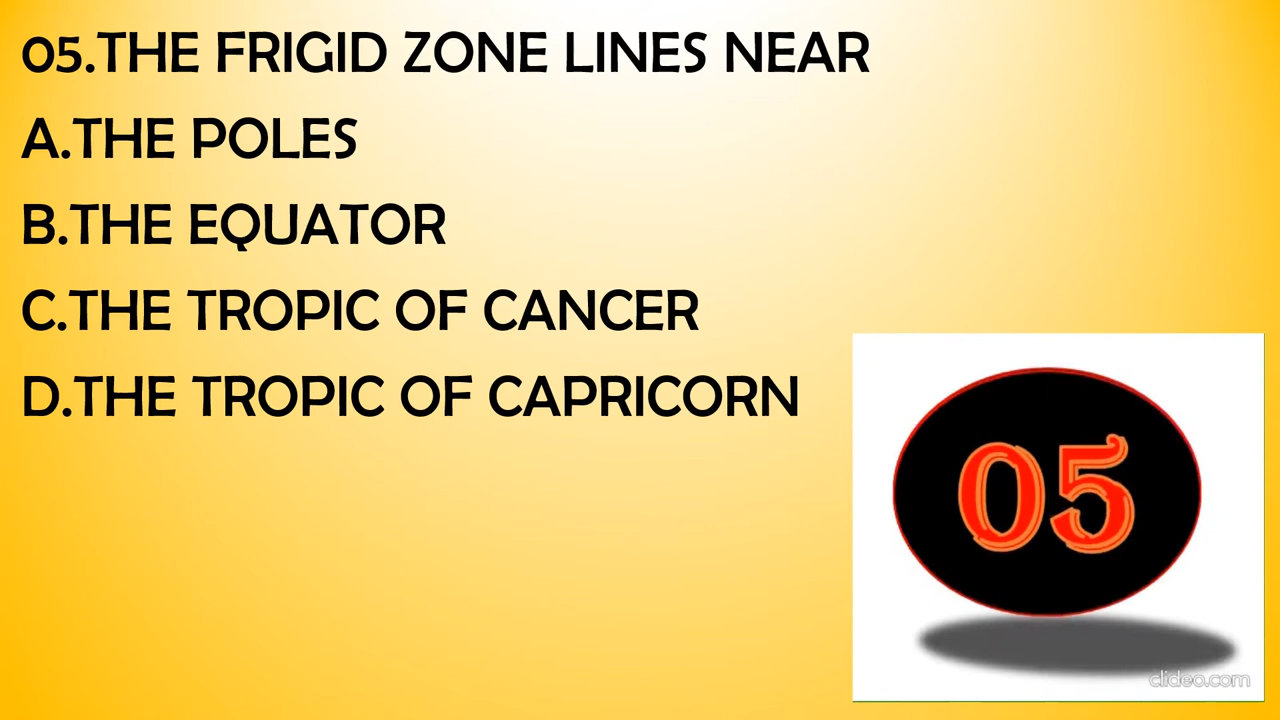 05.THE FRIGID ZONE LINES NEAR
A.THE POLES
B.THE EQUATOR
C.THE TROPIC OF CANCER
D.THE TROPIC OF CAPRICORN
05
clideo.com